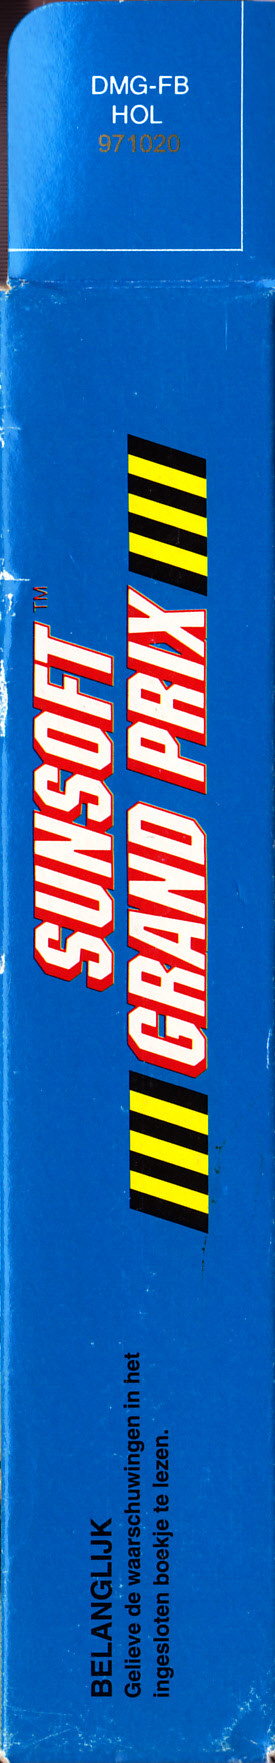 DMG-FB
HOL
971020
SUNSOFT™
GRAND PRIX
BELANGLIJK
Gelieve de waarschuwingen in het
ingesloten boekje te lezen.